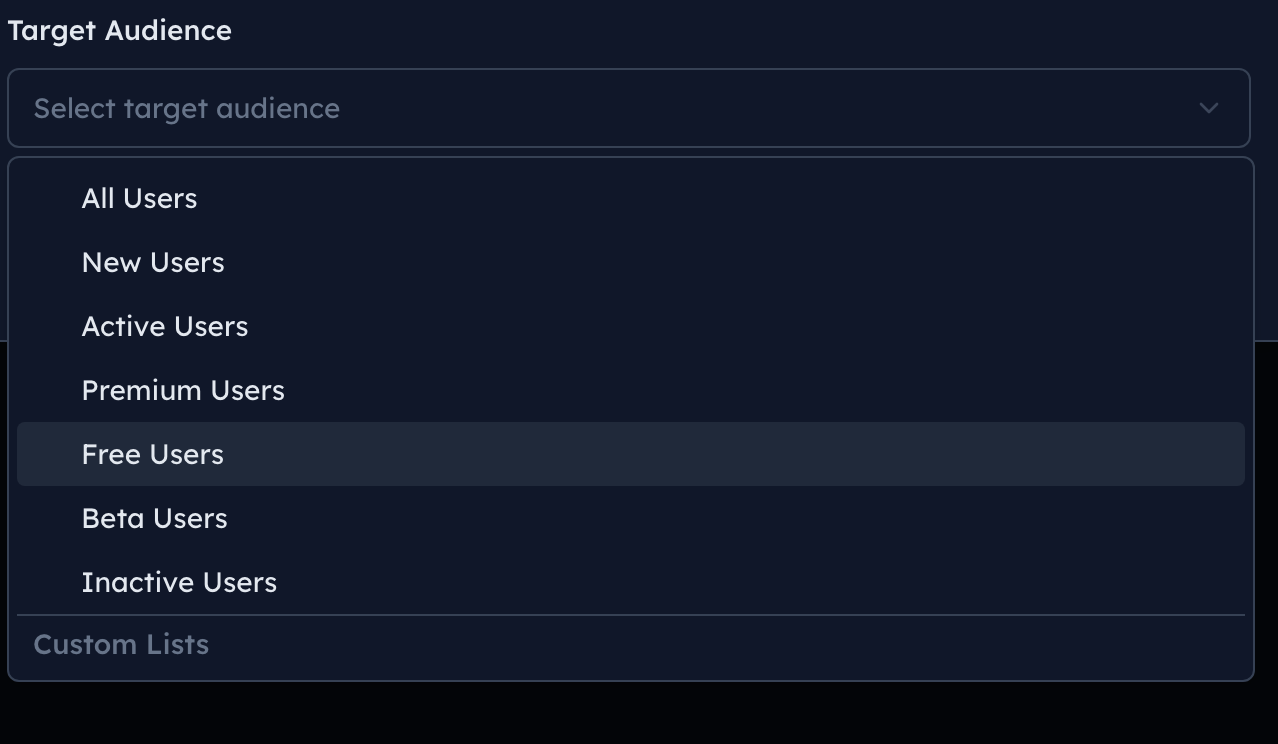 Target Audience
Select target audience
All Users
New Users
Active Users
Premium Users
Free Users
Beta Users
Inactive Users
Custom Lists